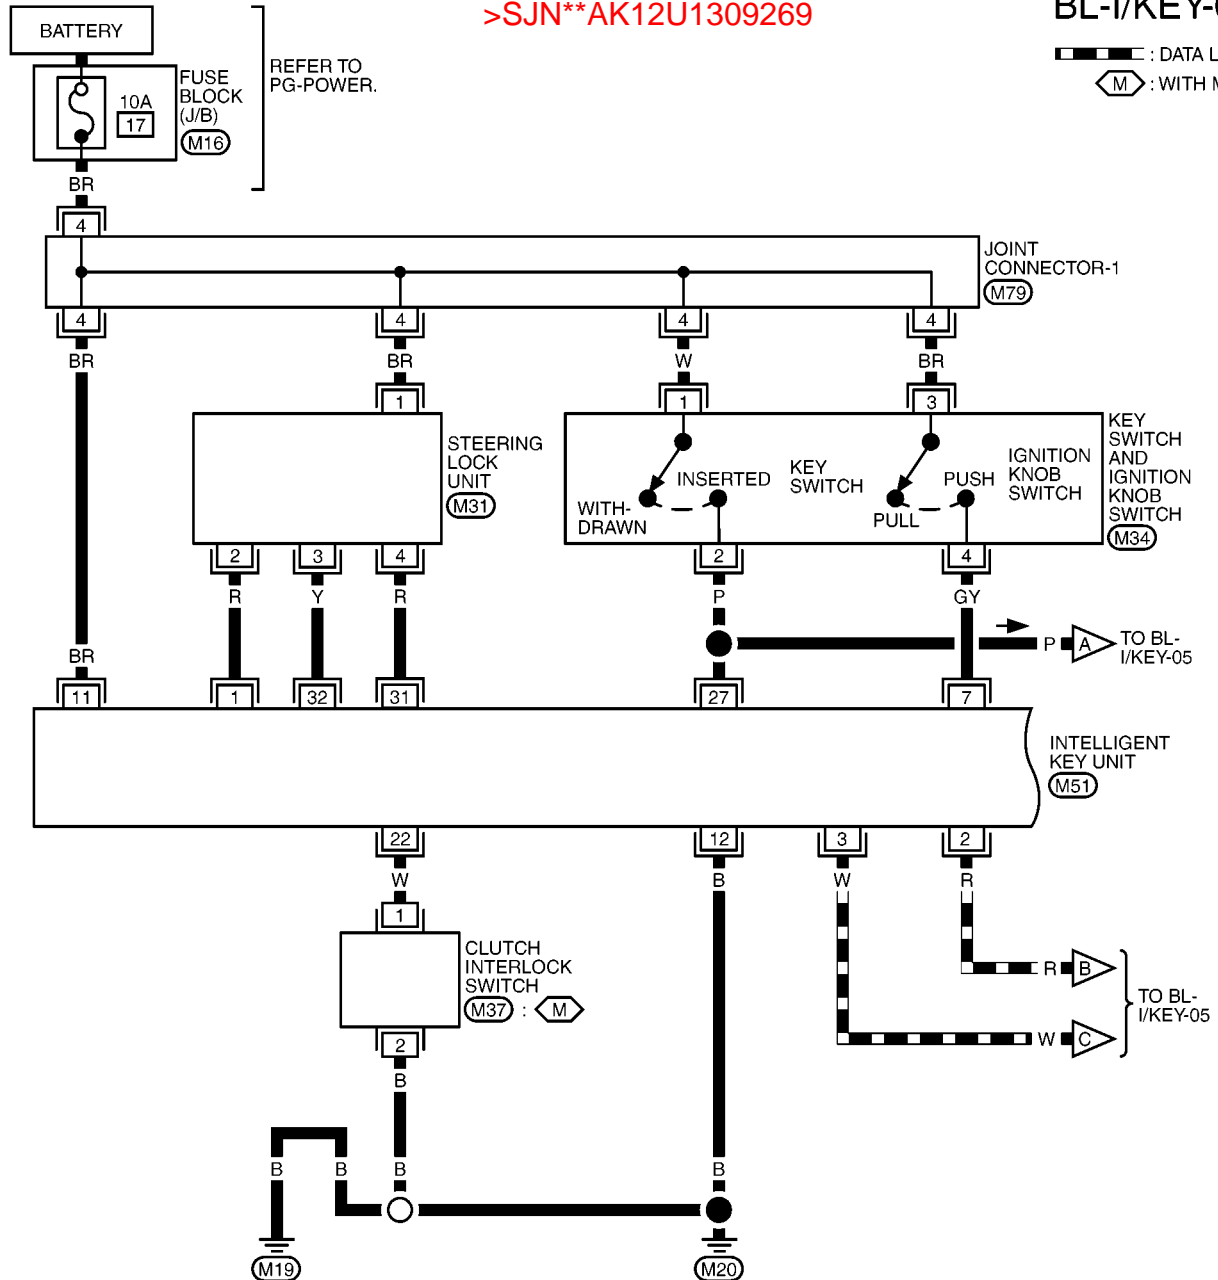 >SJN**AK12U1309269
BATTERY
: DATA L
M : WITH M
FUSE
BLOCK
(J/B)
M16
10A
17
REFER TO
PG-POWER.
BR
4
JOINT
CONNECTOR-1
M79
4 4 4 4
BR BR W BR
1 1 3
STEERING
LOCK
UNIT
M31
WITH-
DRAWN
INSERTED
KEY
SWITCH
PULL
PUSH
IGNITION
KNOB
SWITCH
KEY
SWITCH
AND
IGNITION
KNOB
SWITCH
M34
2 3 4 2 4
R Y R P GY
P A TO BL-
I/KEY-05
BR
11 1 32 31 27 7
INTELLIGENT
KEY UNIT
M51
22 12 3 2
W B W R
1
CLUTCH
INTERLOCK
SWITCH
M37 : M
2
B
R B
W C
TO BL-
I/KEY-05
B B B B
M19 M20